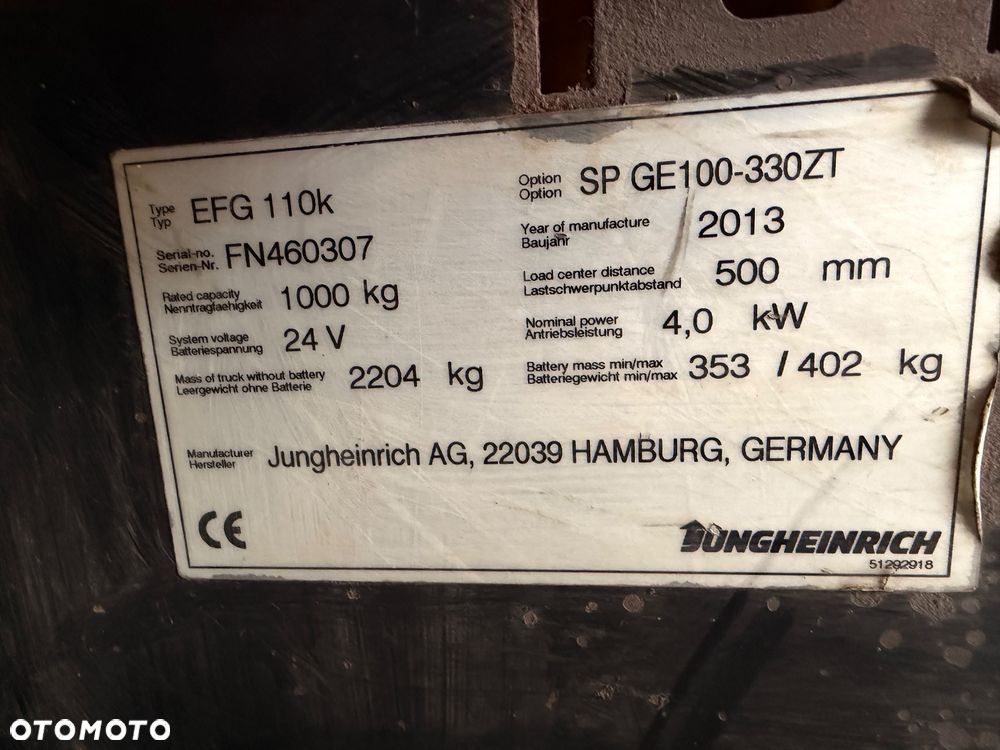 Type
Typ
EFG 110k
Option
Option
SP GE100-330ZT
Serial-no.
Serien-Nr.
FN460307
Year of manufacture
Baujahr
2013
Rated capacity
Nenntragfaehigkeit
1000 kg
Load center distance
Lastschwerpunktabstand
500 mm
System voltage
Batteriespannung
24 V
Nominal power
Antriebsleistung
4,0 kW
Mass of truck without battery
Leergewicht ohne Batterie
2204 kg
Battery mass min/max
Batteriegewicht min/max
353 / 402 kg
Manufacturer
Hersteller
Jungheinrich AG, 22039 HAMBURG, GERMANY
CE
JUNGHEINRICH
51292918
OTOMOTO